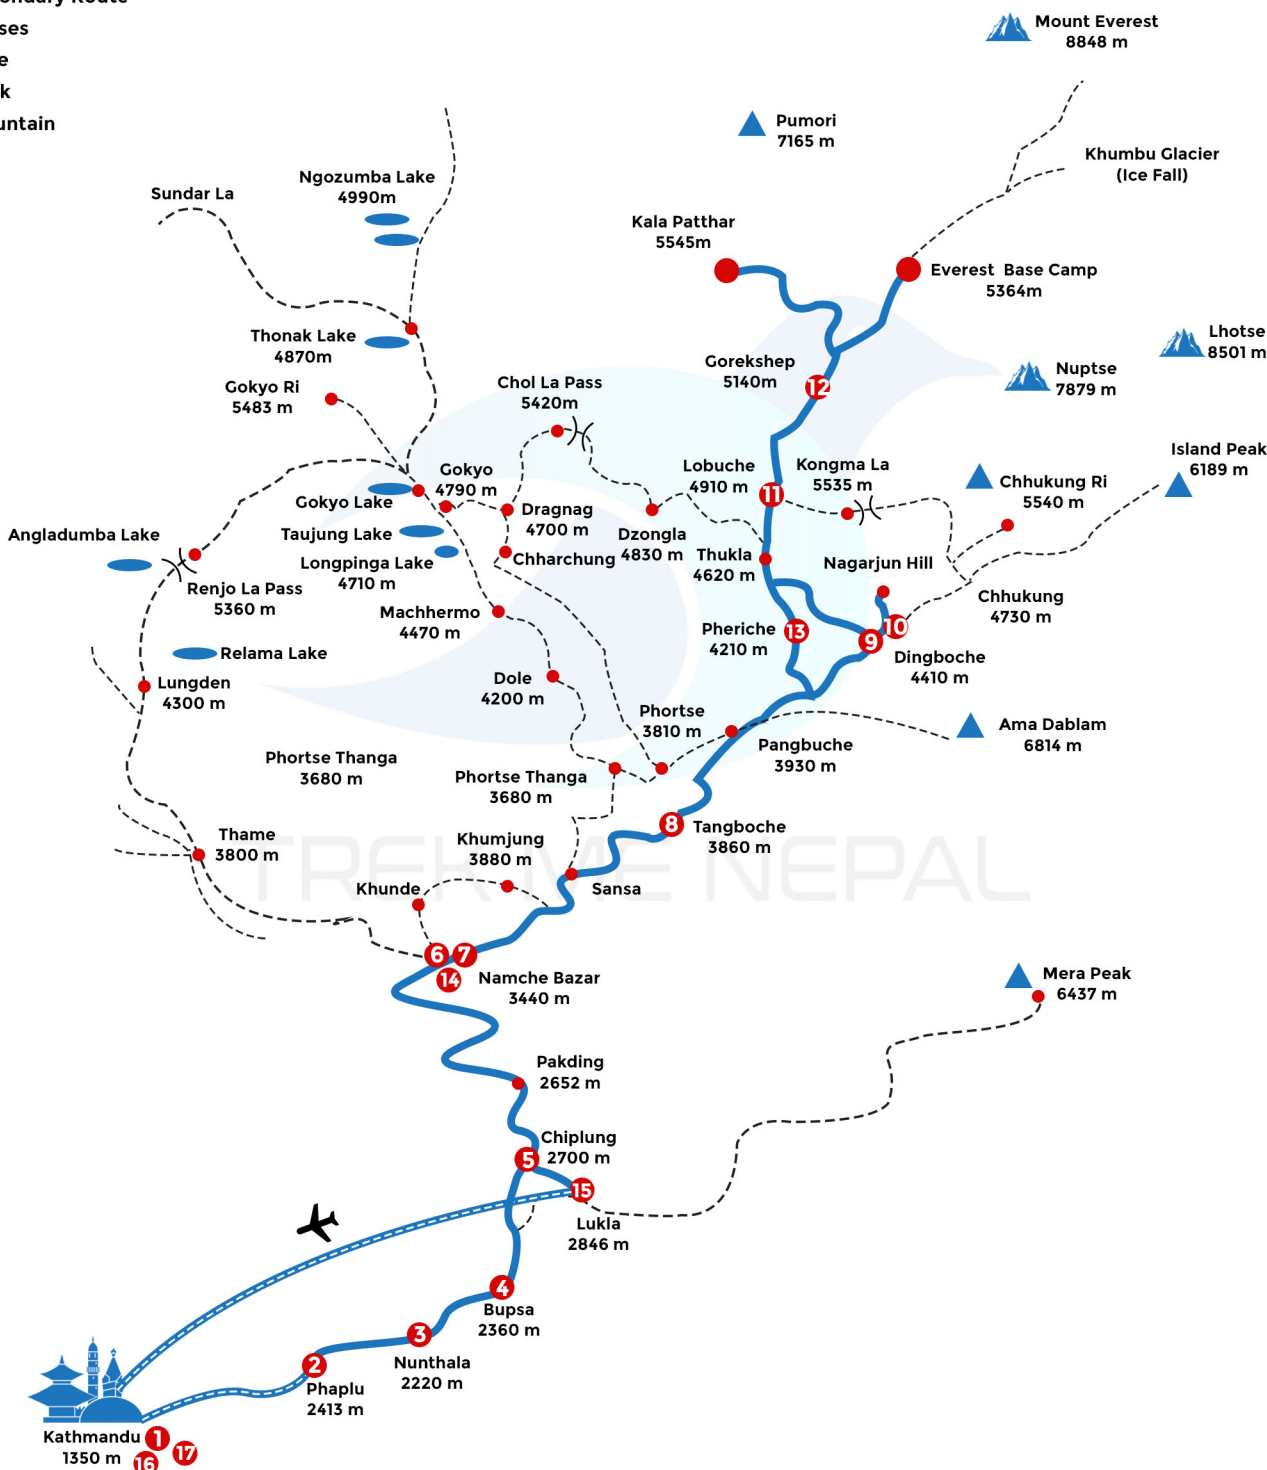 ondary Route
ses
e
k
untain
Mount Everest
8848 m
Pumori
7165 m
Khumbu Glacier
(Ice Fall)
Ngozumba Lake
4990m
Sundar La
Kala Patthar
5545m
Everest Base Camp
5364m
Thonak Lake
4870m
Lhotse
8501 m
Gorekshep
5140m
12
Nuptse
7879 m
Gokyo Ri
5483 m
Chol La Pass
5420m
Island Peak
6189 m
Gokyo
4790 m
Lobuche
4910 m
11
Kongma La
5535 m
Chhukung Ri
5540 m
Gokyo Lake
Dragnag
4700 m
Angladumba Lake
Taujung Lake
Dzongla
4830 m
Longpinga Lake
4710 m
Chharchung
Thukla
4620 m
Nagarjun Hill
Renjo La Pass
5360 m
Chhukung
4730 m
Machhermo
4470 m
Pheriche
4210 m
13
9
10
Dingboche
4410 m
Relama Lake
Lungden
4300 m
Dole
4200 m
Phortse
3810 m
Ama Dablam
6814 m
Pangbuche
3930 m
Phortse Thanga
3680 m
Phortse Thanga
3680 m
8
Tangboche
3860 m
Thame
3800 m
Khumjung
3880 m
TREK ME NEPAL
Khunde
Sansa
6
7
14
Namche Bazar
3440 m
Mera Peak
6437 m
Pakding
2652 m
Chiplung
2700 m
5
15
Lukla
2846 m
4
Bupsa
2360 m
3
Nunthala
2220 m
2
Phaplu
2413 m
Kathmandu
1350 m
1
16
17